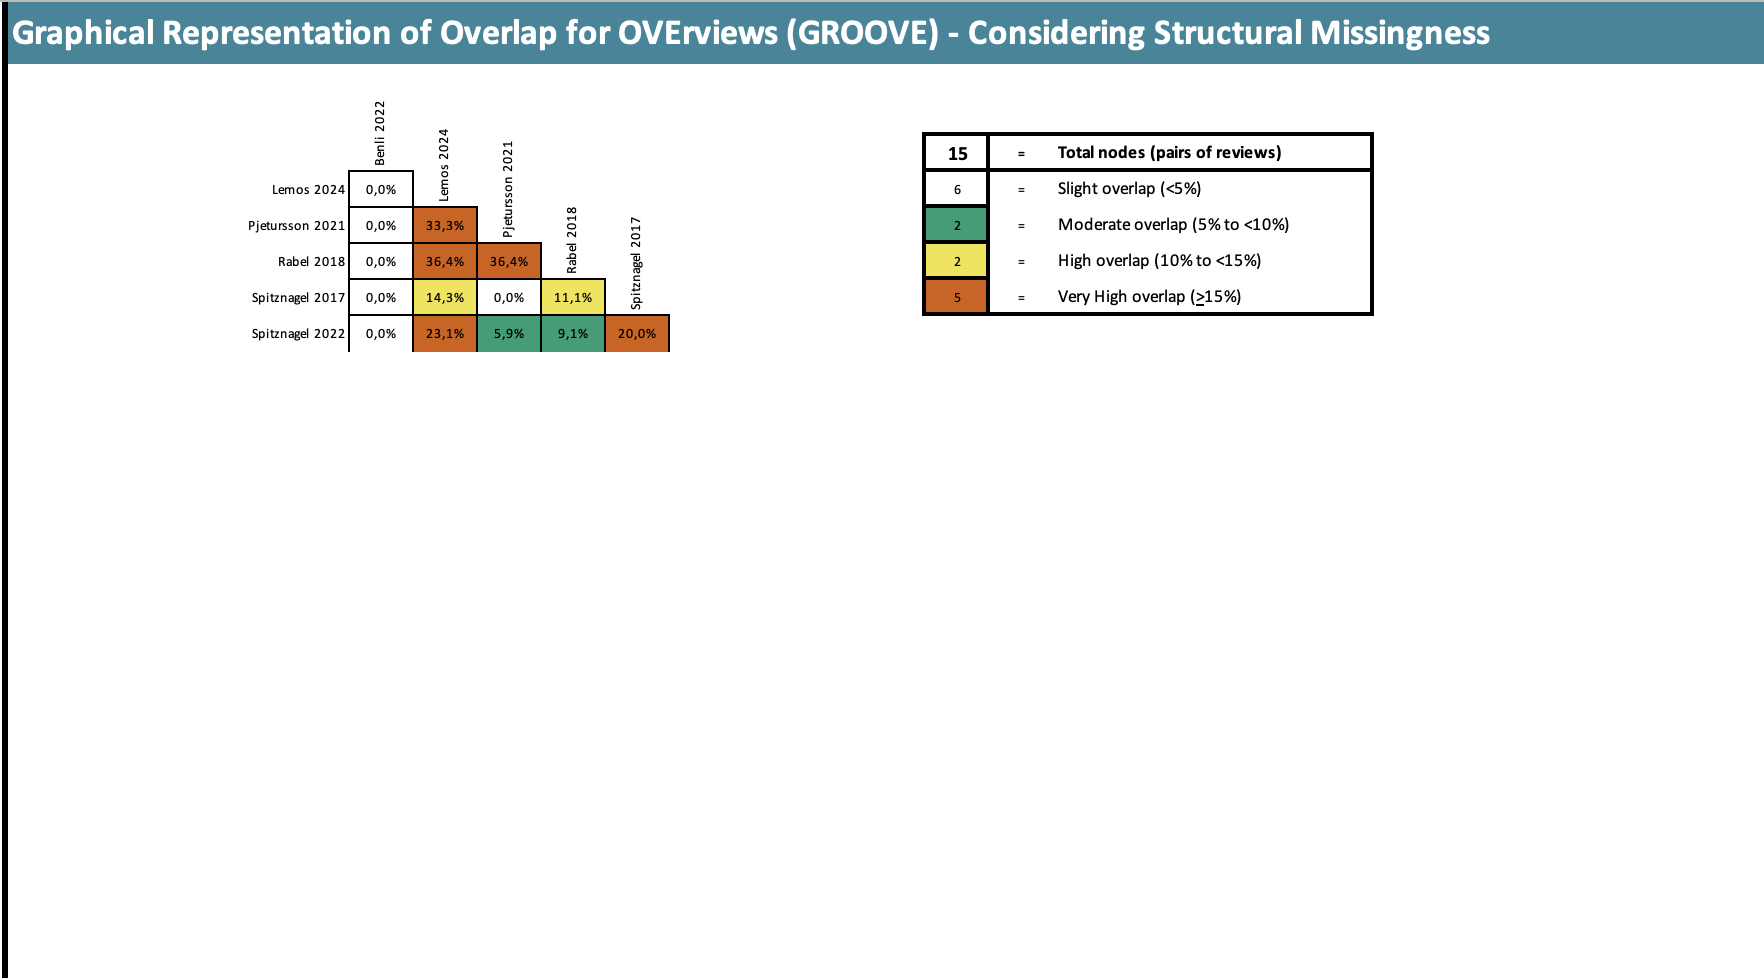 Graphical Representation of Overlap for OVErviews (GROOVE) - Considering Structural Missingness
Benli 2022
Lemos 2024
Pjetursson 2021
Rabel 2018
Spitznagel 2017
Lemos 2024 0,0%
Pjetursson 2021 0,0% 33,3%
Rabel 2018 0,0% 36,4% 36,4%
Spitznagel 2017 0,0% 14,3% 0,0% 11,1%
Spitznagel 2022 0,0% 23,1% 5,9% 9,1% 20,0%
15 = Total nodes (pairs of reviews)
6 = Slight overlap (<5%)
2 = Moderate overlap (5% to <10%)
2 = High overlap (10% to <15%)
5 = Very High overlap (≥15%)